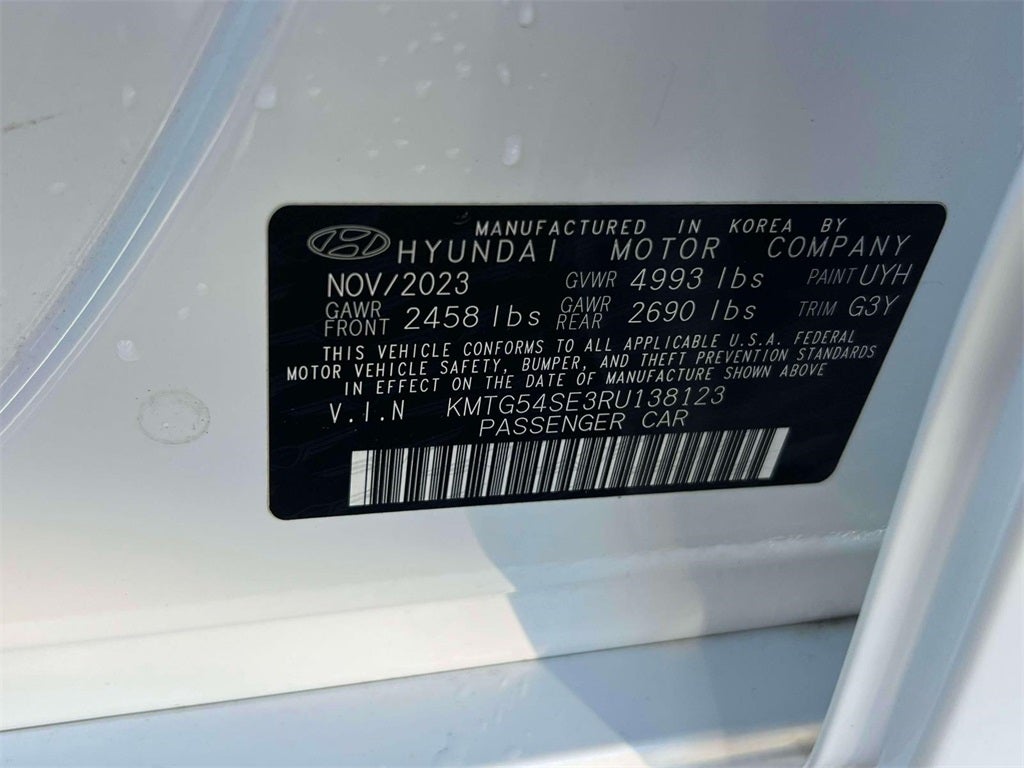 MANUFACTURED IN KOREA BY
HYUNDAI MOTOR COMPANY
NOV/2023 GVWR 4993 lbs PAINT UYH
GAWR FRONT 2458 lbs GAWR REAR 2690 lbs TRIM G3Y
THIS VEHICLE CONFORMS TO ALL APPLICABLE U.S.A. FEDERAL
MOTOR VEHICLE SAFETY, BUMPER, AND THEFT PREVENTION STANDARDS
IN EFFECT ON THE DATE OF MANUFACTURE SHOWN ABOVE
V.I.N KMTG54SE3RU138123
PASSENGER CAR